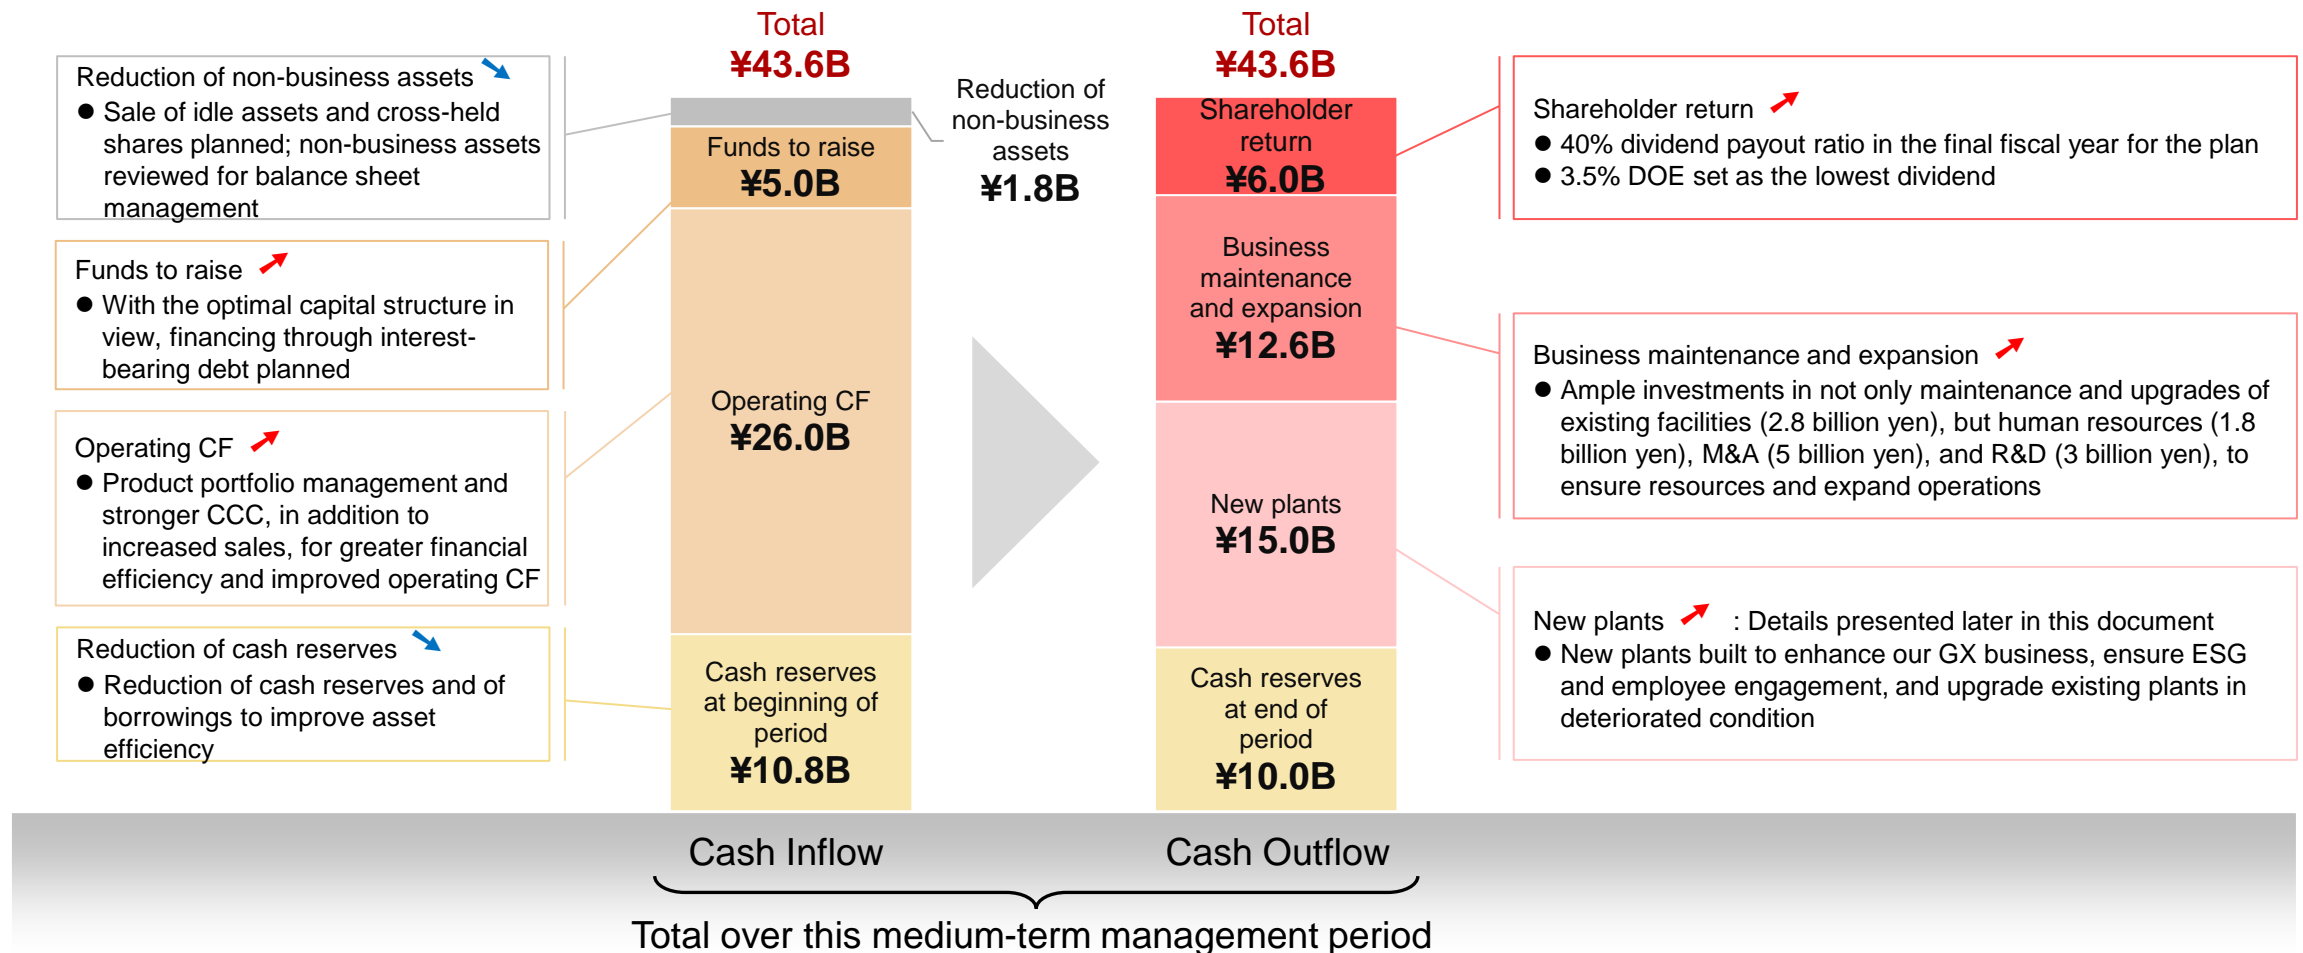 Reduction of non-business assets
● Sale of idle assets and cross-held
shares planned; non-business assets
reviewed for balance sheet
management
Funds to raise
● With the optimal capital structure in
view, financing through interest-
bearing debt planned
Operating CF
● Product portfolio management and
stronger CCC, in addition to
increased sales, for greater financial
efficiency and improved operating CF
Reduction of cash reserves
● Reduction of cash reserves and of
borrowings to improve asset
efficiency
Total
¥43.6B
Funds to raise
¥5.0B
Operating CF
¥26.0B
Cash reserves
at beginning of
period
¥10.8B
Reduction of
non-business
assets
¥1.8B
Total
¥43.6B
Shareholder
return
¥6.0B
Business
maintenance
and expansion
¥12.6B
New plants
¥15.0B
Cash reserves
at end of
period
¥10.0B
Shareholder return
● 40% dividend payout ratio in the final fiscal year for the plan
● 3.5% DOE set as the lowest dividend
Business maintenance and expansion
● Ample investments in not only maintenance and upgrades of
existing facilities (2.8 billion yen), but human resources (1.8
billion yen), M&A (5 billion yen), and R&D (3 billion yen), to
ensure resources and expand operations
New plants : Details presented later in this document
● New plants built to enhance our GX business, ensure ESG
and employee engagement, and upgrade existing plants in
deteriorated condition
Cash Inflow
Cash Outflow
Total over this medium-term management period